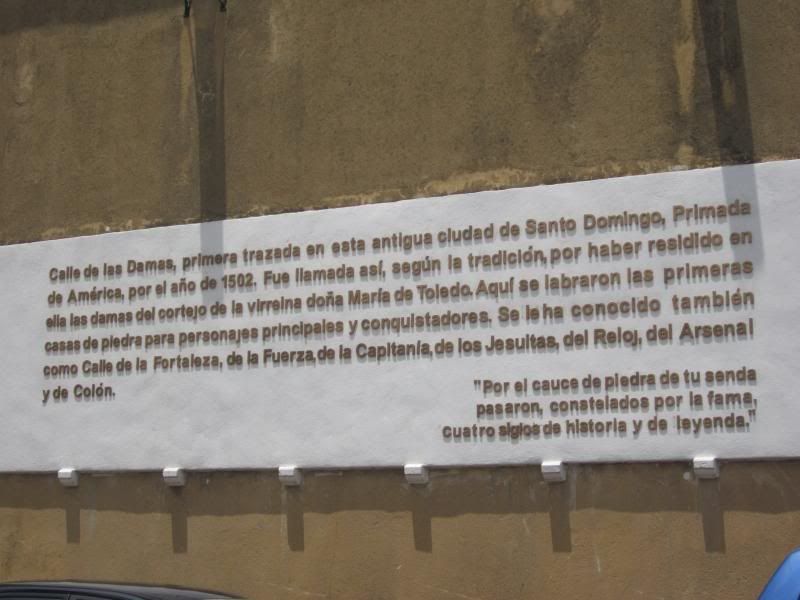 Calle de las Damas, primera trazada en esta antigua ciudad de Santo Domingo, Primada
de América, por el año de 1502. Fue llamada así, según la tradición, por haber residido en
ella las damas del cortejo de la virreina doña María de Toledo. Aquí se labraron las primeras
casas de piedra para personajes principales y conquistadores. Se le ha conocido también
como Calle de la Fortaleza, de la Fuerza, de la Capitanía, de los Jesuitas, del Reloj, del Arsenal
y de Colón.
"Por el cauce de piedra de tu senda
pasaron, constelados por la fama,
Cuatro siglos de historia y de leyenda."